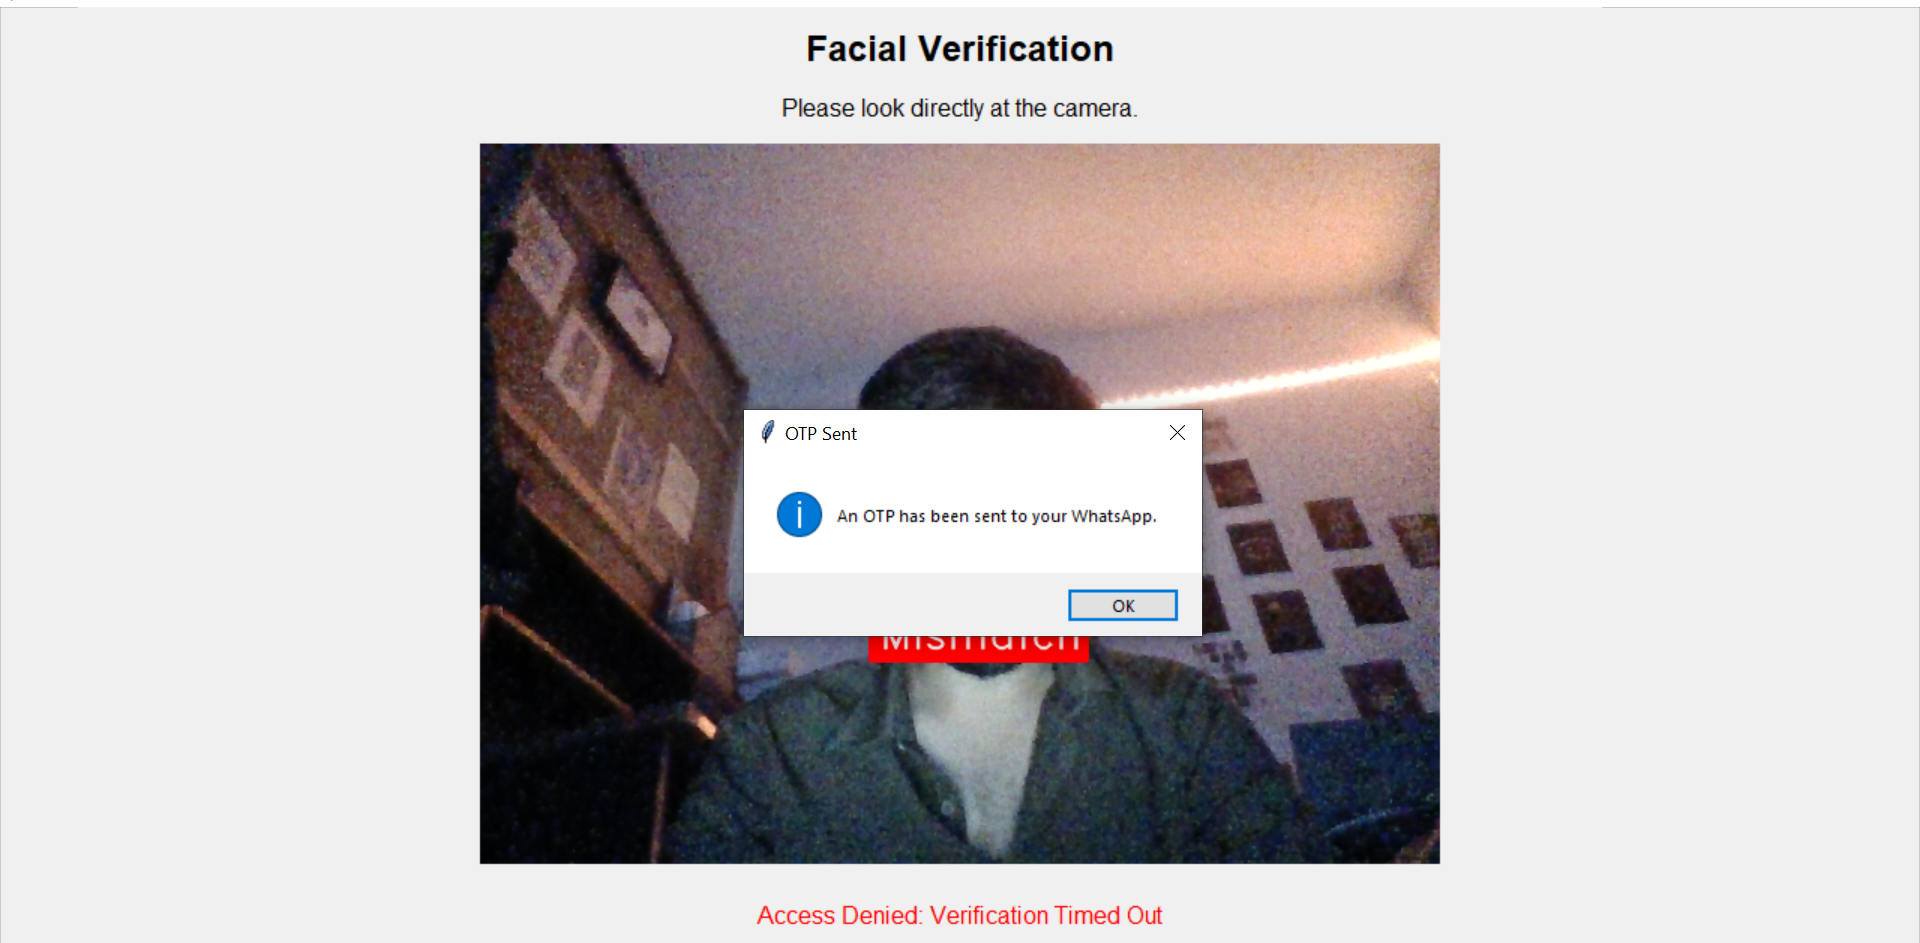 Facial Verification
Please look directly at the camera.
OTP Sent
An OTP has been sent to your WhatsApp.
OK
Mismatch
Access Denied: Verification Timed Out